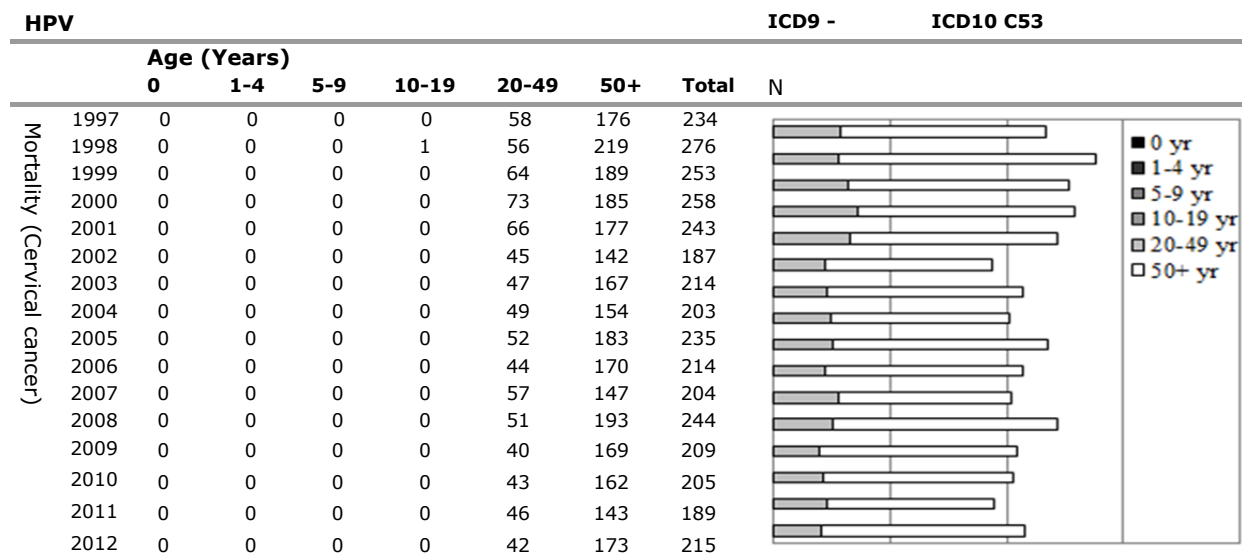 HPV ICD9 - ICD10 C53
Age (Years)
0 1-4 5-9 10-19 20-49 50+ Total N
Mortality (Cervical cancer)
1997 0 0 0 0 58 176 234
1998 0 0 0 1 56 219 276
1999 0 0 0 0 64 189 253
2000 0 0 0 0 73 185 258
2001 0 0 0 0 66 177 243
2002 0 0 0 0 45 142 187
2003 0 0 0 0 47 167 214
2004 0 0 0 0 49 154 203
2005 0 0 0 0 52 183 235
2006 0 0 0 0 44 170 214
2007 0 0 0 0 57 147 204
2008 0 0 0 0 51 193 244
2009 0 0 0 0 40 169 209
2010 0 0 0 0 43 162 205
2011 0 0 0 0 46 143 189
2012 0 0 0 0 42 173 215
0 yr
1-4 yr
5-9 yr
10-19 yr
20-49 yr
50+ yr